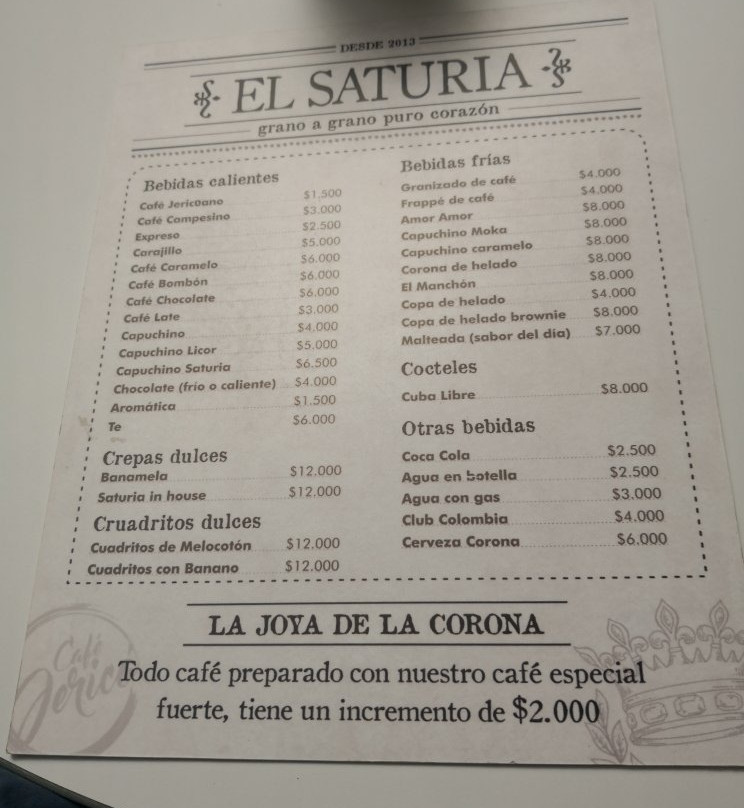 DESDE 2013
EL SATURIA
grano a grano puro corazón
Bebidas calientes
Café Jericoano $1.500
Café Campesino $3.000
Expreso $2.500
Carajillo $5.000
Café Caramelo $6.000
Café Bombón $6.000
Café Chocolate $6.000
Café Late $3.000
Capuchino $4.000
Capuchino Licor $5.000
Capuchino Saturia $6.500
Chocolate (frío o caliente) $4.000
Aromática $1.500
Te $6.000
Crepas dulces
Banamela $12.000
Saturia in house $12.000
Cruadritos dulces
Cuadritos de Melocotón $12.000
Cuadritos con Banano $12.000
Bebidas frías
Granizado de café $4.000
Frappé de café $4.000
Amor Amor $8.000
Capuchino Moka $8.000
Capuchino caramelo $8.000
Corona de helado $8.000
El Manchón $8.000
Copa de helado $4.000
Copa de helado brownie $8.000
Malteada (sabor del día) $7.000
Cocteles
Cuba Libre $8.000
Otras bebidas
Coca Cola $2.500
Agua en botella $2.500
Agua con gas $3.000
Club Colombia $4.000
Cerveza Corona $6.000
LA JOYA DE LA CORONA
Todo café preparado con nuestro café especial
fuerte, tiene un incremento de $2.000
Café
Jericó